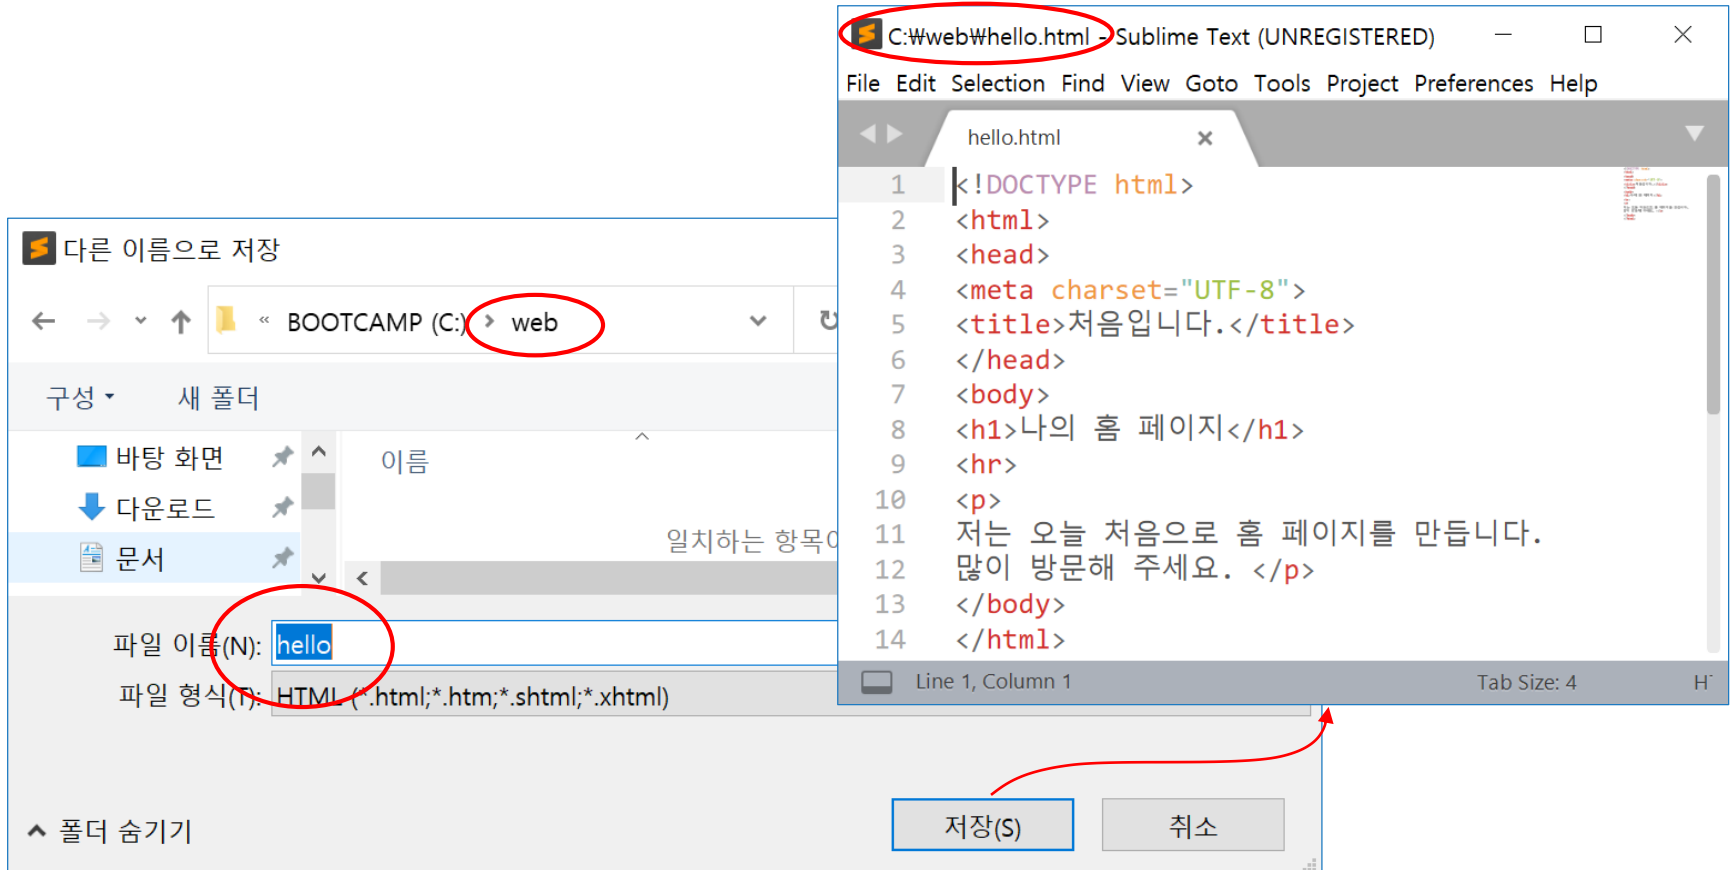 다른 이름으로 저장
« BOOTCAMP (C:) > web
구성 새 폴더
바탕 화면
다운로드
문서
이름
일치하는 항목이
파일 이름(N): hello
파일 형식(T): HTML (*.html;*.htm;*.shtml;*.xhtml)
폴더 숨기기
저장(S) 취소
C:₩web₩hello.html - Sublime Text (UNREGISTERED)
File Edit Selection Find View Goto Tools Project Preferences Help
hello.html
1 <!DOCTYPE html>
2 <html>
3 <head>
4 <meta charset="UTF-8">
5 <title>처음입니다.</title>
6 </head>
7 <body>
8 <h1>나의 홈 페이지</h1>
9 <hr>
10 <p>
11 저는 오늘 처음으로 홈 페이지를 만듭니다.
12 많이 방문해 주세요. </p>
13 </body>
14 </html>
Line 1, Column 1 Tab Size: 4